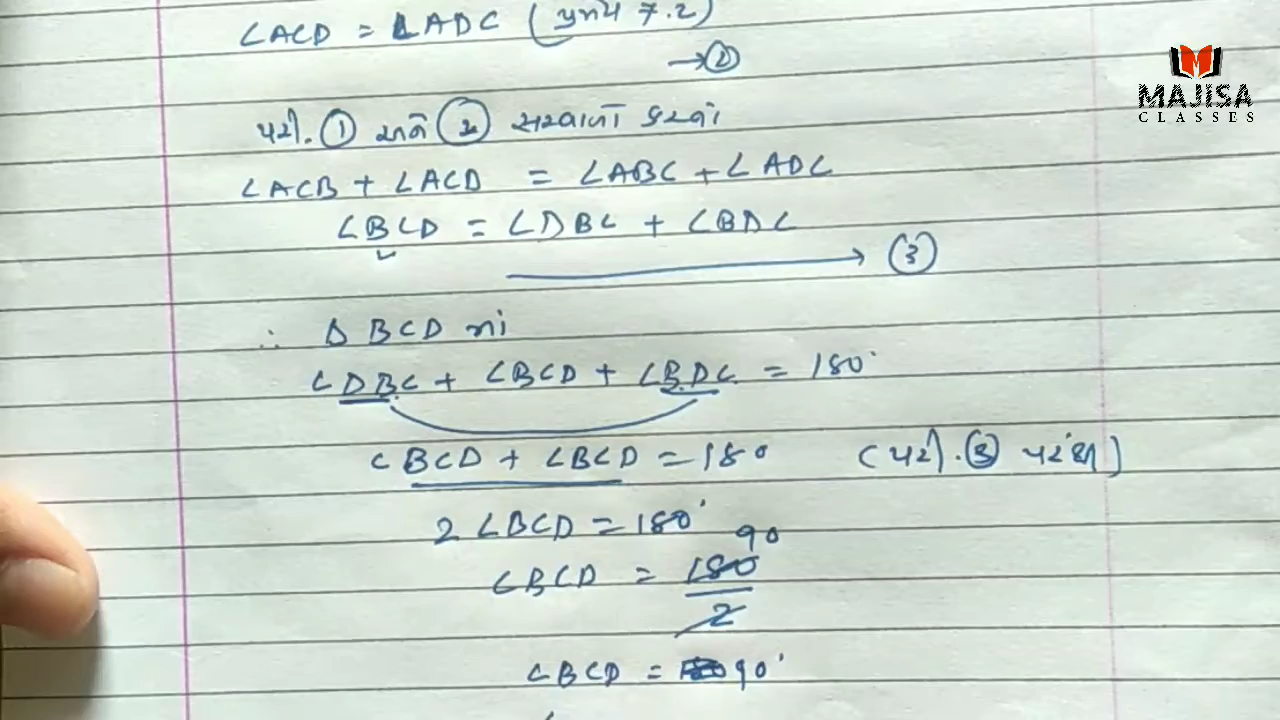 ∠ACD = ∠ADC (પ્રમેય 7.2)
→②
MAJISA
CLASSES
પરિ. ① અને ② સરવાળો કરતાં
∠ACB + ∠ACD = ∠ABC + ∠ADC
∠BCD = ∠DBC + ∠BDC
→ ③
∴ Δ BCD માં
∠DBC + ∠BCD + ∠BDC = 180°
∠BCD + ∠BCD = 180 (પરિ. ③ પરથી)
2 ∠BCD = 180°
90
∠BCD = 180
2
∠BCD = 90°